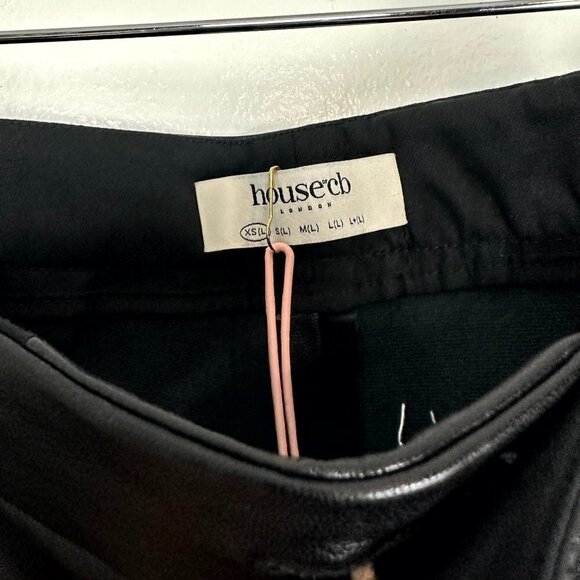 house of cb
LONDON
XS(L) S(L) M(L) L(L) L+(L)